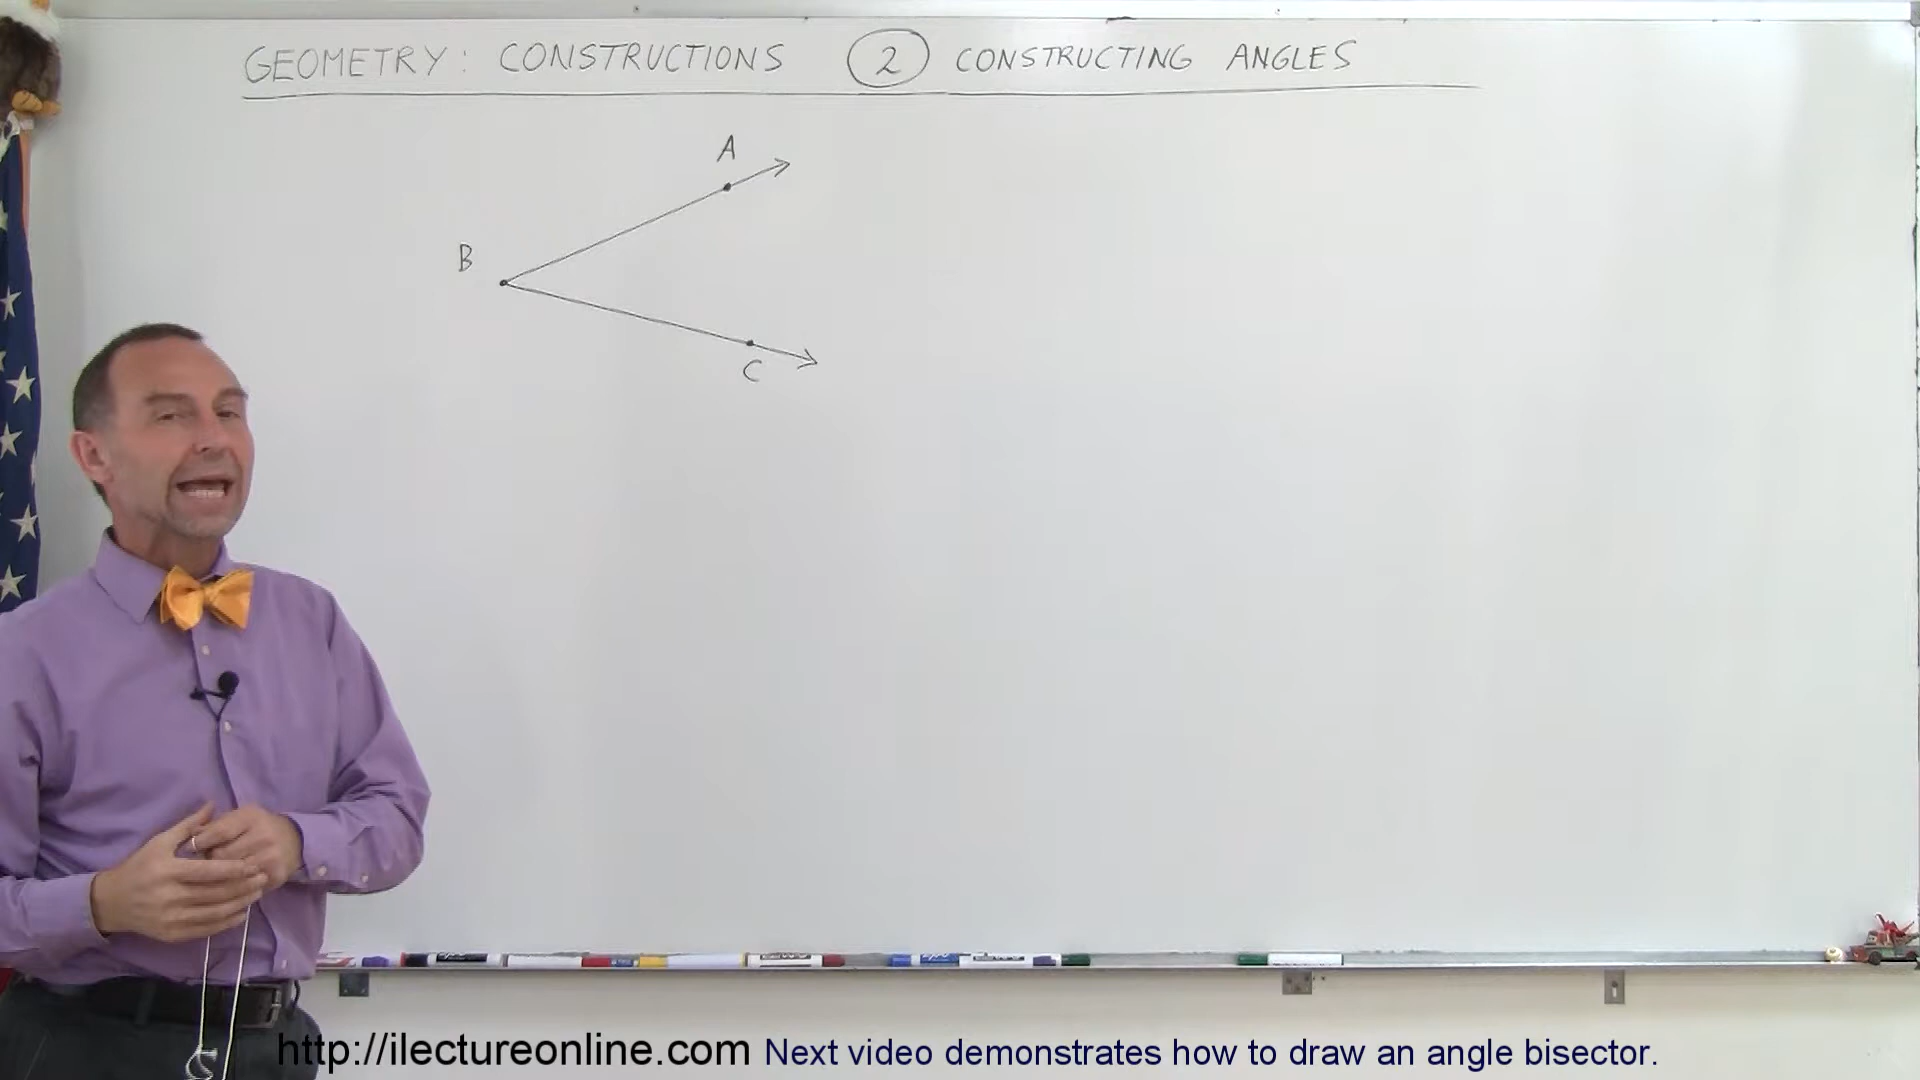 GEOMETRY: CONSTRUCTIONS 2 CONSTRUCTING ANGLES
A
B
C
http://ilectureonline.com Next video demonstrates how to draw an angle bisector.